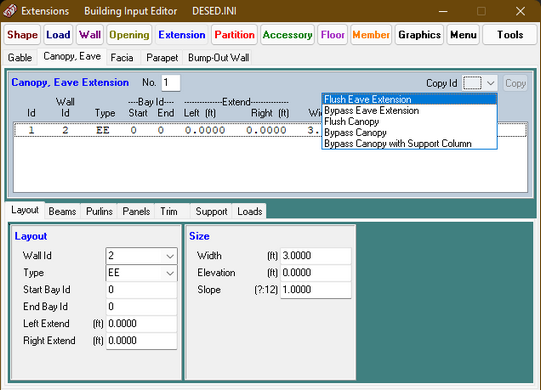 Extensions Building Input Editor DESED.INI
Shape Load Wall Opening Extension Partition Accessory Floor Member Graphics Menu Tools
Gable Canopy, Eave Facia Parapet Bump-Out Wall
Canopy, Eave Extension No. 1 Copy Id Copy
Flush Eave Extension
Bypass Eave Extension
Flush Canopy
Bypass Canopy
Bypass Canopy with Support Column
Wall ----Bay Id---- --------------Extend--------------
Id Id Type Start End Left (ft) Right (ft)
1 2 EE 0 0 0.0000 0.0000 3.
Layout Beams Purlins Panels Trim Support Loads
Layout
Wall Id 2
Type EE
Start Bay Id 0
End Bay Id 0
Left Extend (ft) 0.0000
Right Extend (ft) 0.0000
Size
Width (ft) 3.0000
Elevation (ft) 0.0000
Slope (?:12) 1.0000